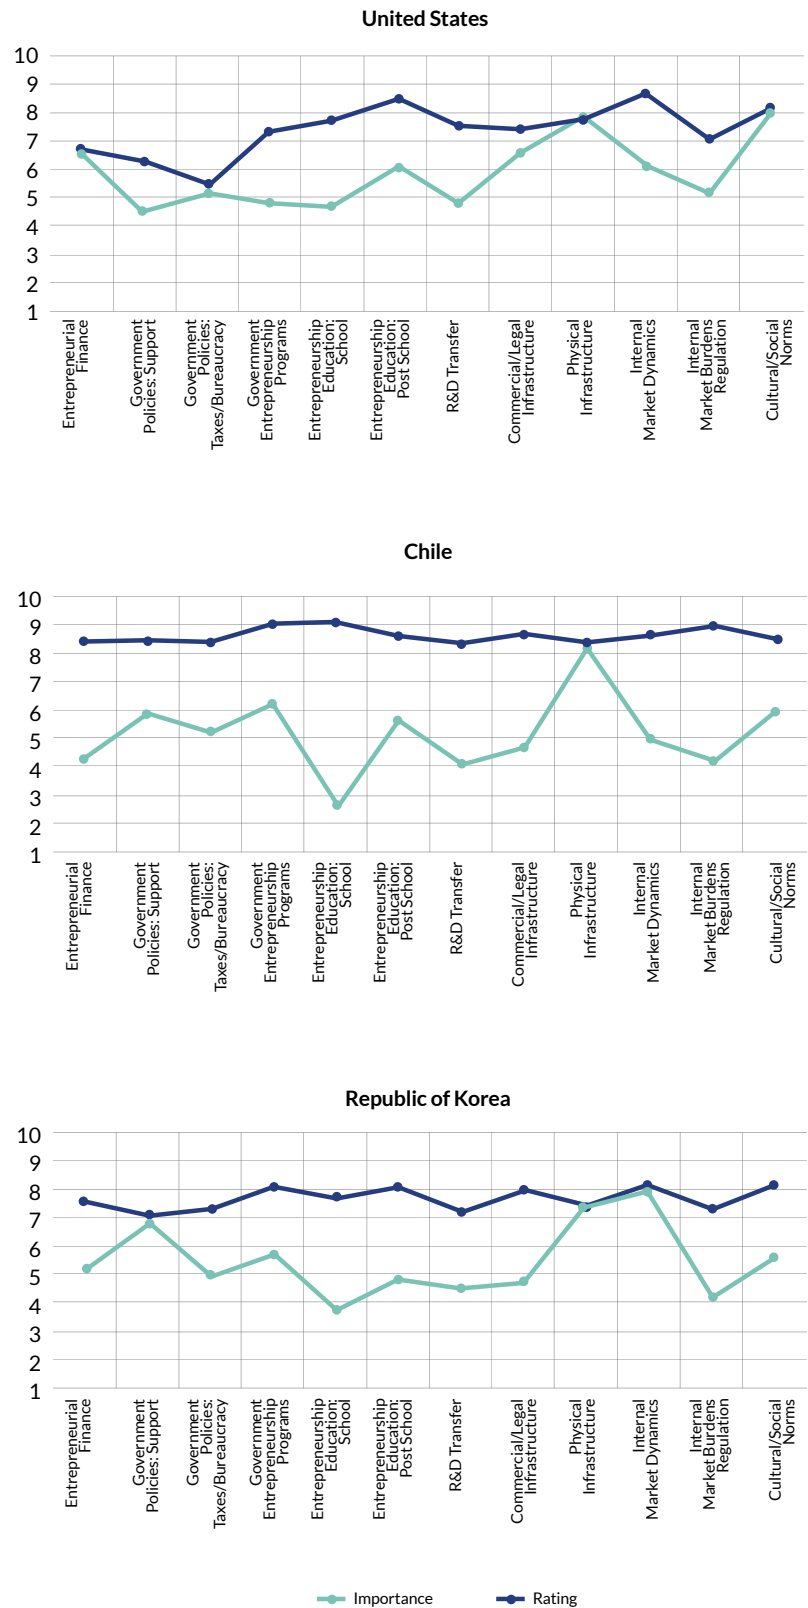 United States
10
9
8
7
6
5
4
3
2
1
Entrepreneurial
Finance
Government
Policies: Support
Government
Policies:
Taxes/Bureaucracy
Government
Entrepreneurship
Programs
Entrepreneurship
Education:
School
Entrepreneurship
Education:
Post School
R&D Transfer
Commercial/Legal
Infrastructure
Physical
Infrastructure
Internal
Market Dynamics
Internal
Market Burdens
Regulation
Cultural/Social
Norms
Chile
10
9
8
7
6
5
4
3
2
1
Entrepreneurial
Finance
Government
Policies: Support
Government
Policies:
Taxes/Bureaucracy
Government
Entrepreneurship
Programs
Entrepreneurship
Education:
School
Entrepreneurship
Education:
Post School
R&D Transfer
Commercial/Legal
Infrastructure
Physical
Infrastructure
Internal
Market Dynamics
Internal
Market Burdens
Regulation
Cultural/Social
Norms
Republic of Korea
10
9
8
7
6
5
4
3
2
1
Entrepreneurial
Finance
Government
Policies: Support
Government
Policies:
Taxes/Bureaucracy
Government
Entrepreneurship
Programs
Entrepreneurship
Education:
School
Entrepreneurship
Education:
Post School
R&D Transfer
Commercial/Legal
Infrastructure
Physical
Infrastructure
Internal
Market Dynamics
Internal
Market Burdens
Regulation
Cultural/Social
Norms
Importance
Rating